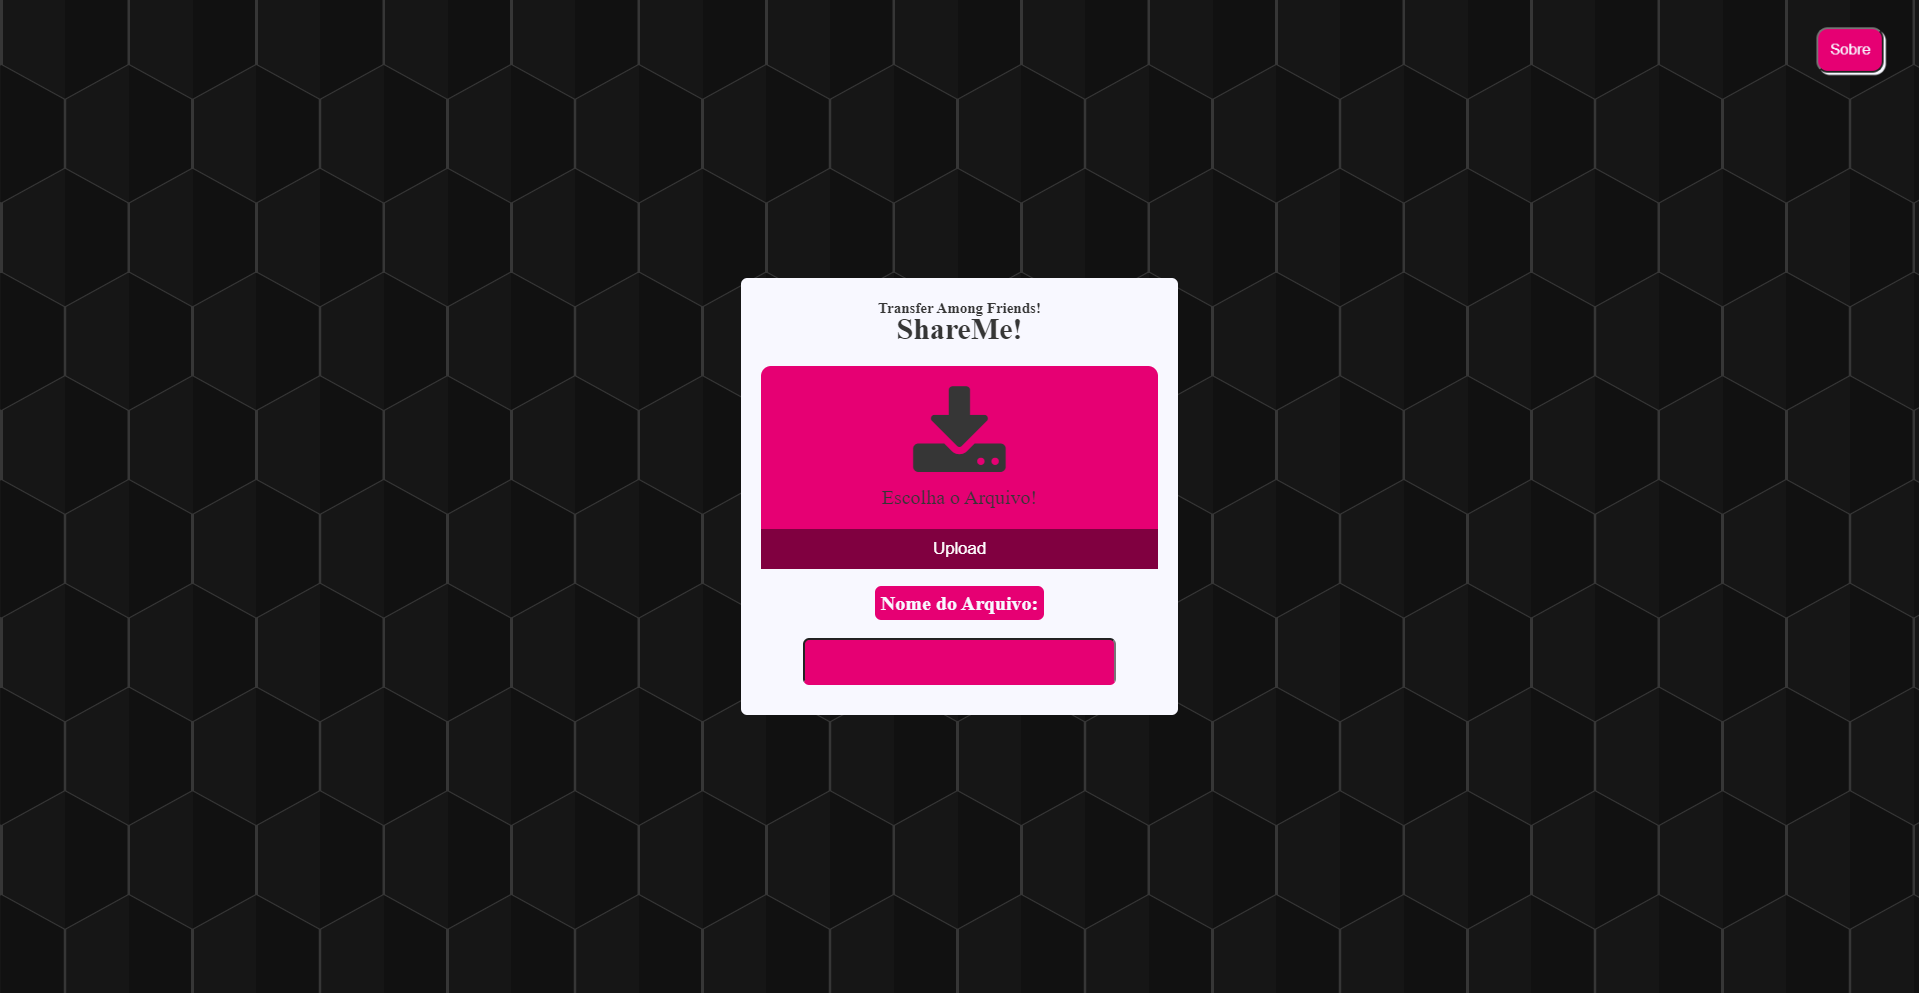 Sobre
Transfer Among Friends!
ShareMe!
Escolha o Arquivo!
Upload
Nome do Arquivo: